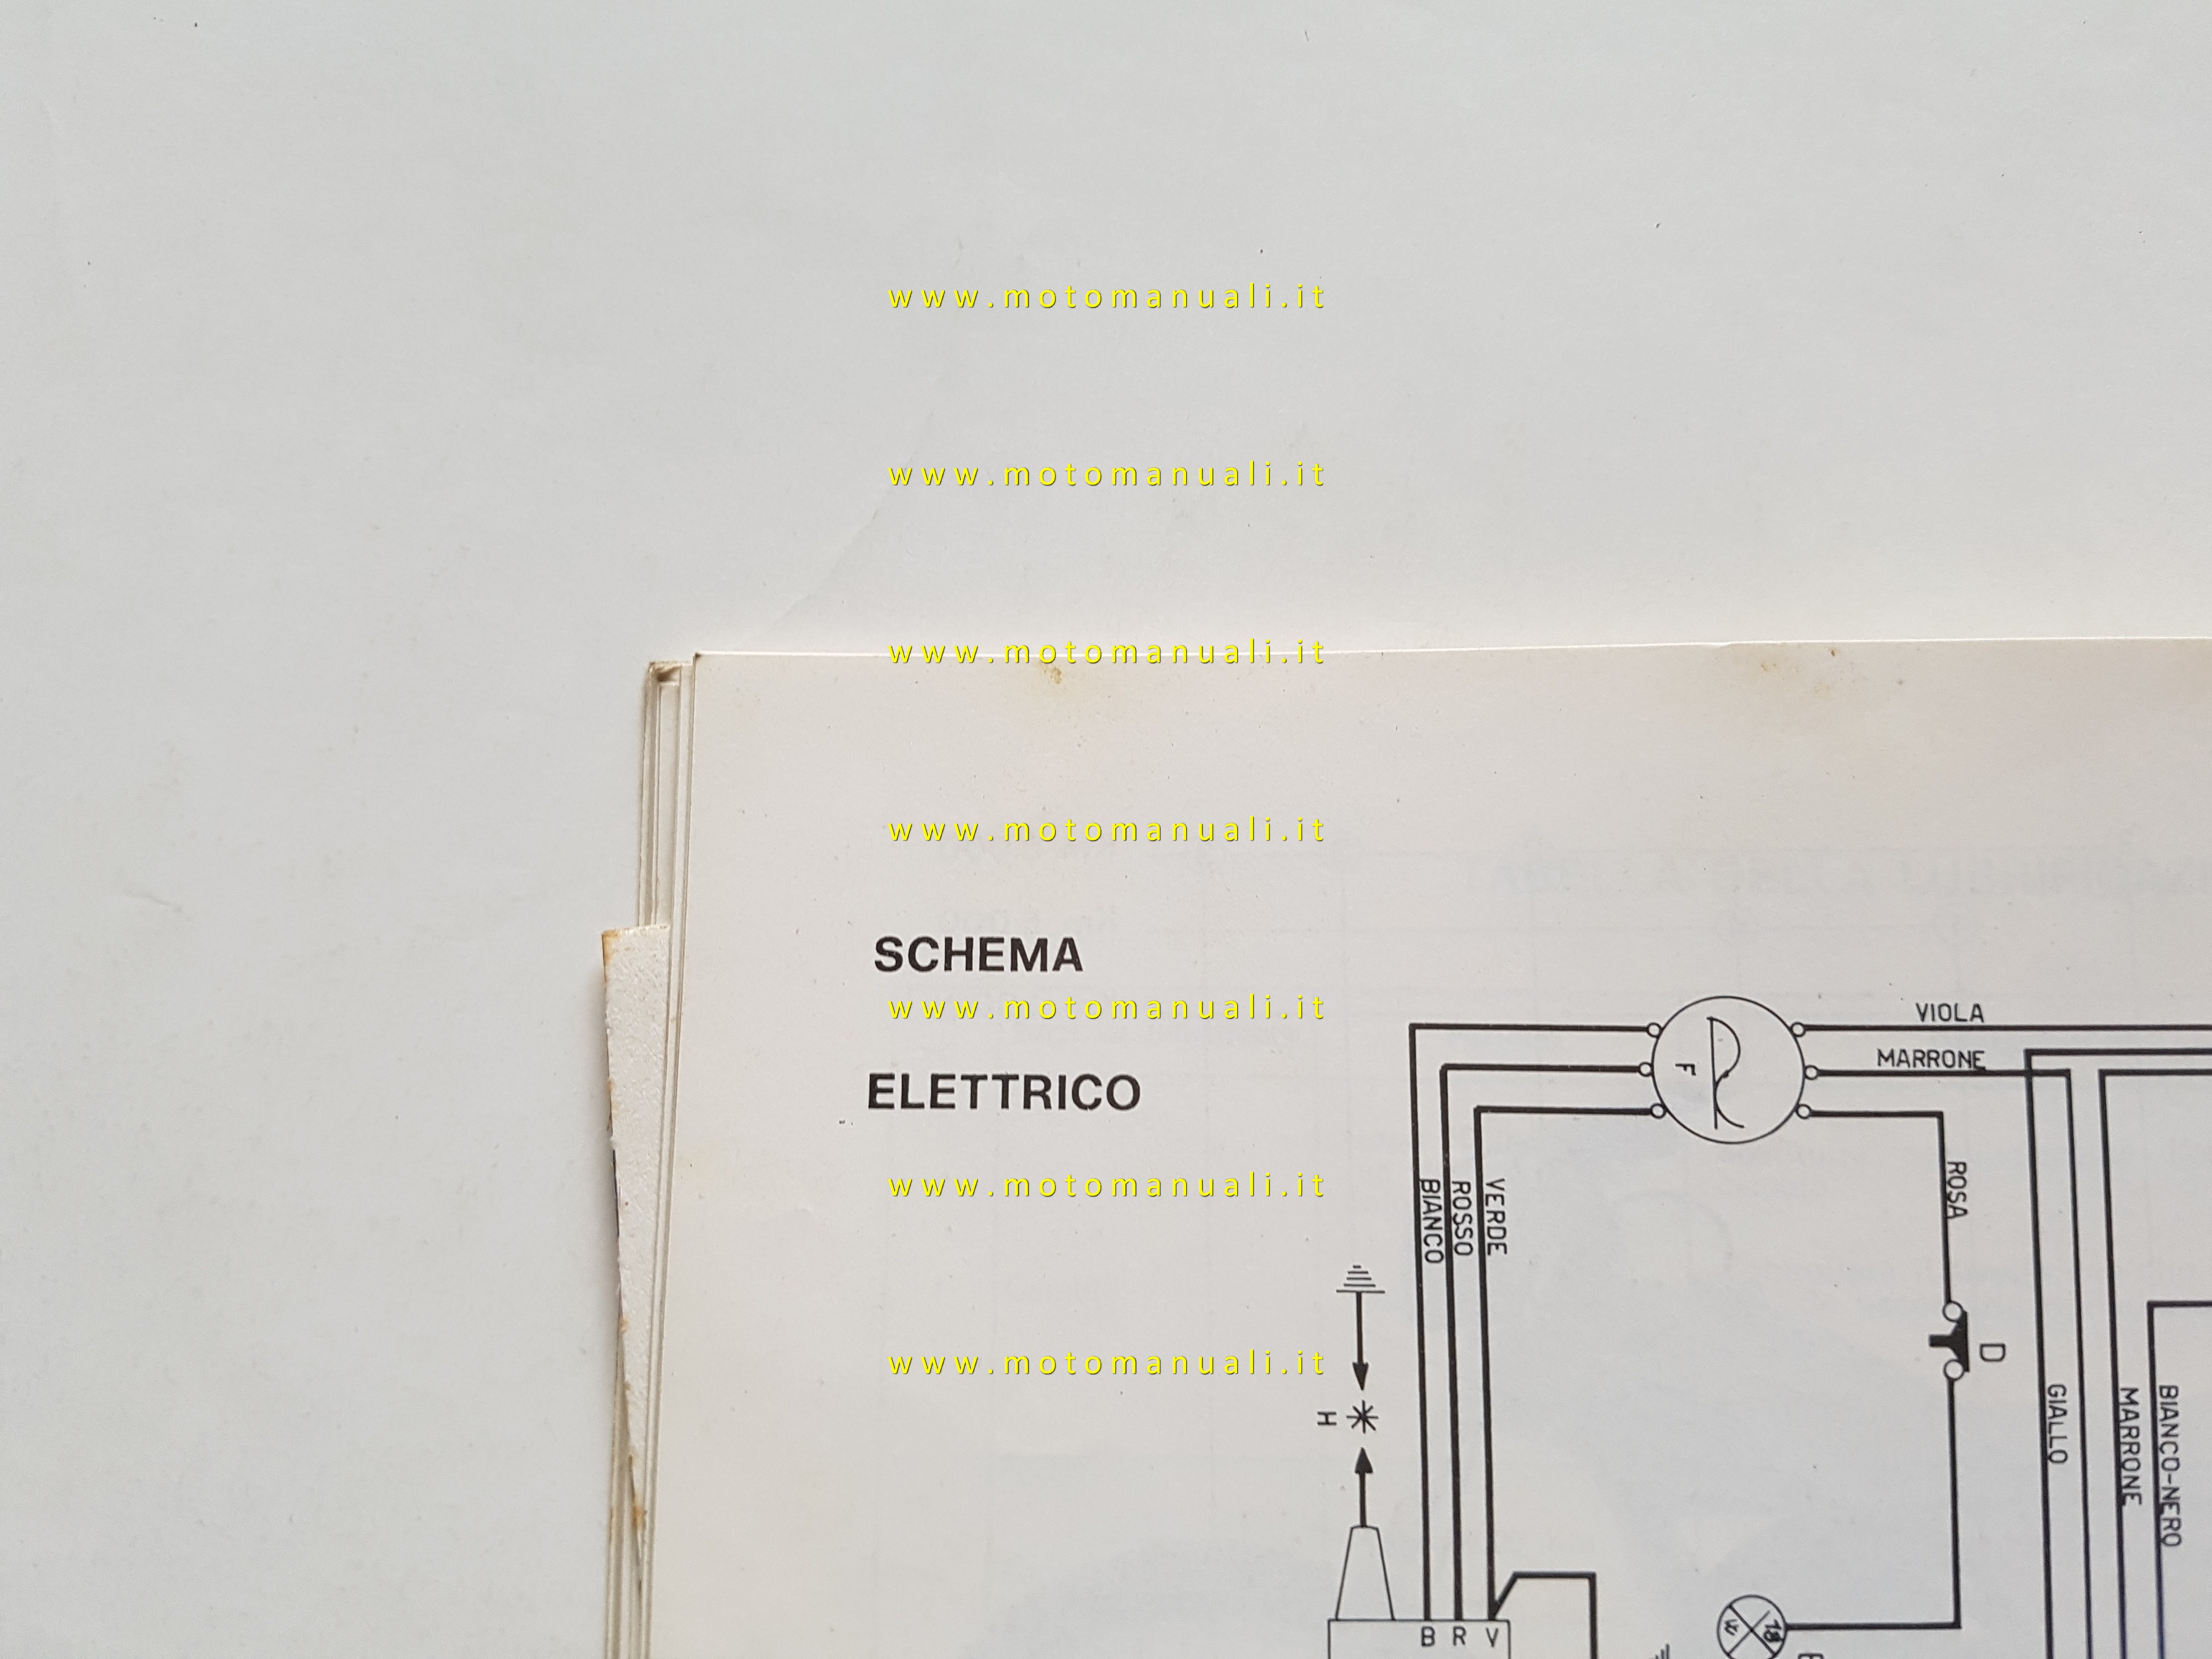 www.motomanuali.it
www.motomanuali.it
www.motomanuali.it
www.motomanuali.it
SCHEMA
www.motomanuali.it
ELETTRICO
www.motomanuali.it
www.motomanuali.it
VIOLA
MARRONE
F
BIANCO
ROSSO
VERDE
ROSA
D
H
GIALLO
MARRONE
BIANCO-NERO
B R V